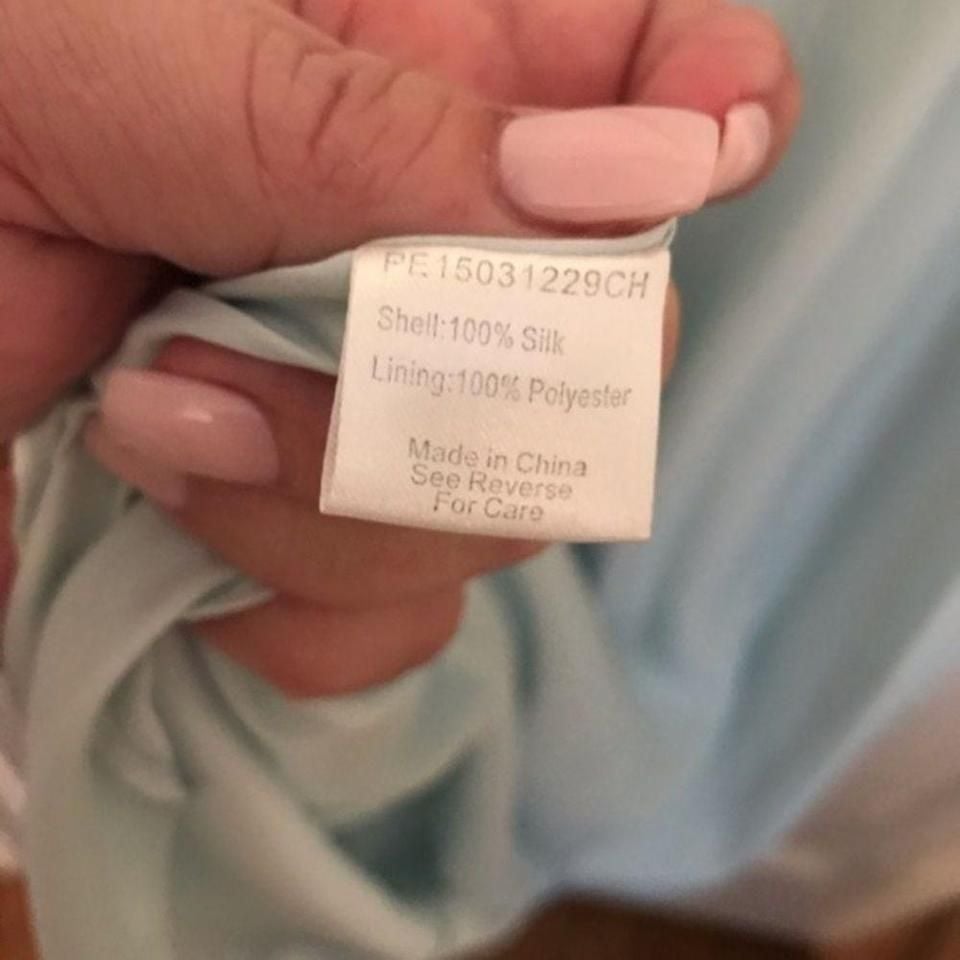 PE15031229CH
Shell:100% Silk
Lining:100% Polyester
Made in China
See Reverse
For Care